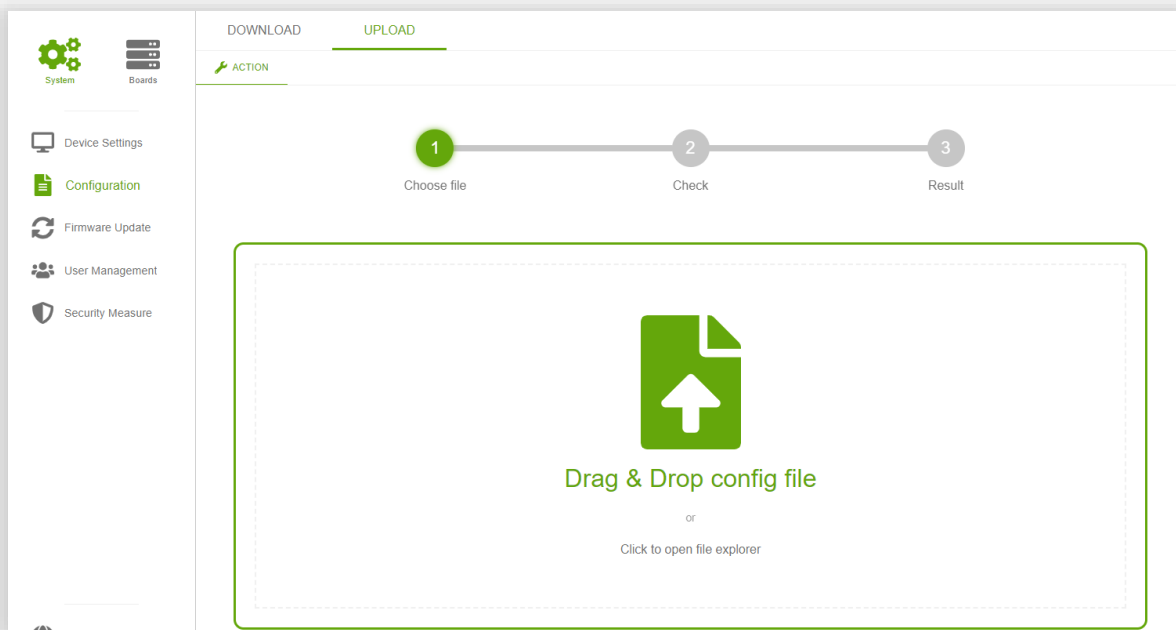 DOWNLOAD UPLOAD
System Boards
ACTION
Device Settings
Configuration
Firmware Update
User Management
Security Measure
1 2 3
Choose file Check Result
Drag & Drop config file
or
Click to open file explorer